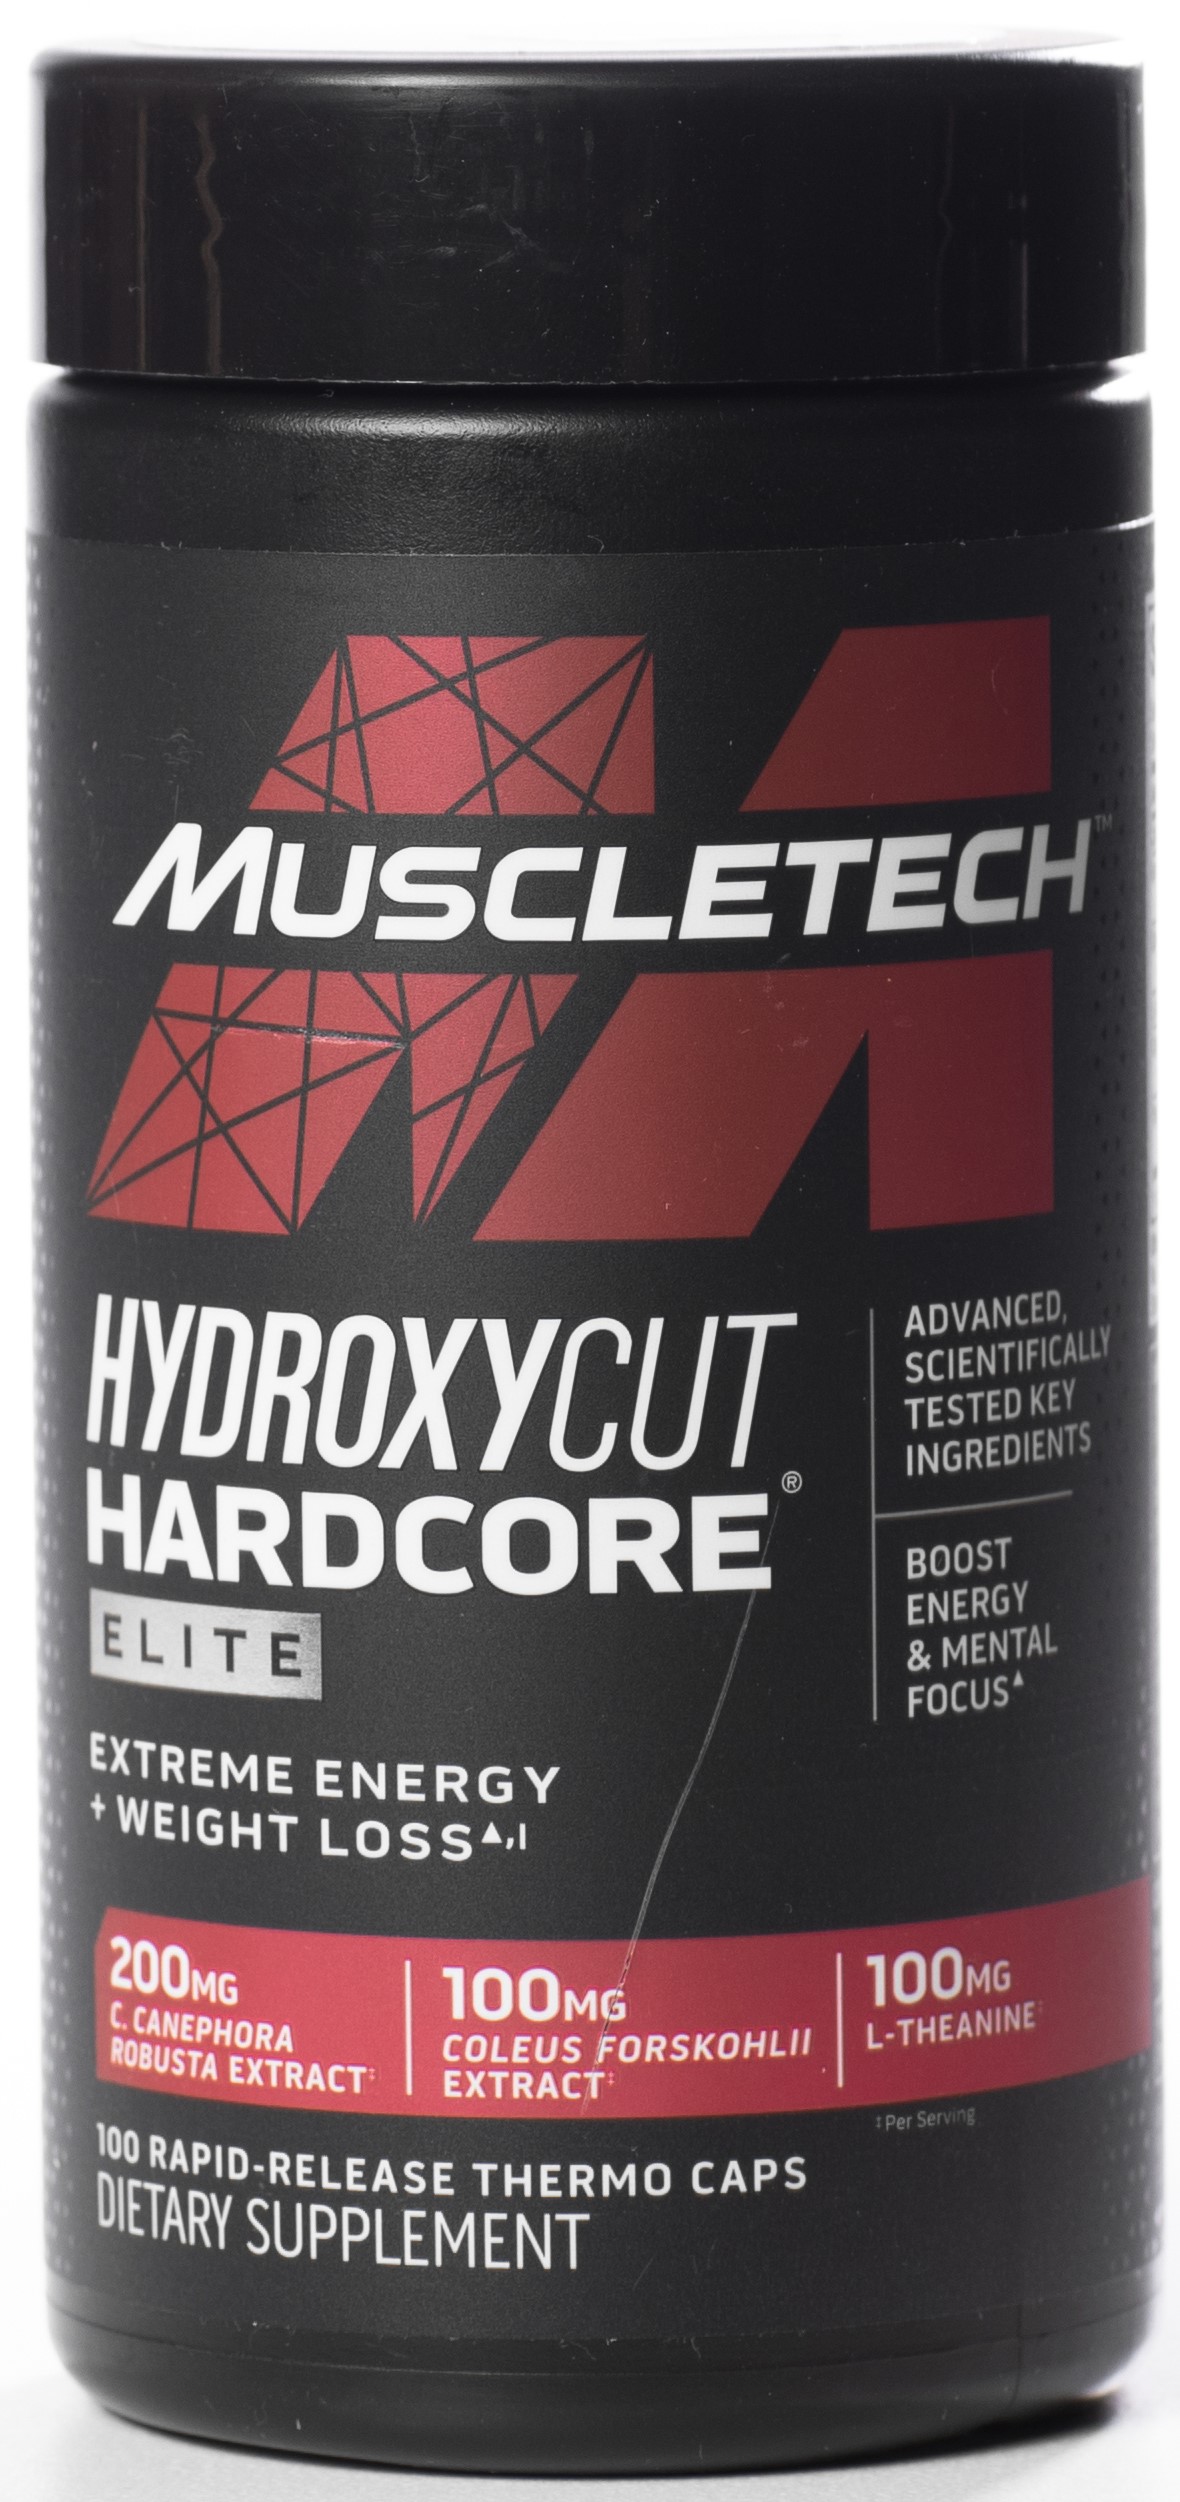 MUSCLETECH™
HYDROXYCUT
HARDCORE®
ELITE
EXTREME ENERGY
+ WEIGHT LOSS▲,I
ADVANCED,
SCIENTIFICALLY
TESTED KEY
INGREDIENTS
BOOST
ENERGY
& MENTAL
FOCUS▲
200MG
C. CANEPHORA
ROBUSTA EXTRACT‡
100MG
COLEUS FORSKOHLII
EXTRACT‡
100MG
L-THEANINE‡
‡Per Serving
100 RAPID-RELEASE THERMO CAPS
DIETARY SUPPLEMENT